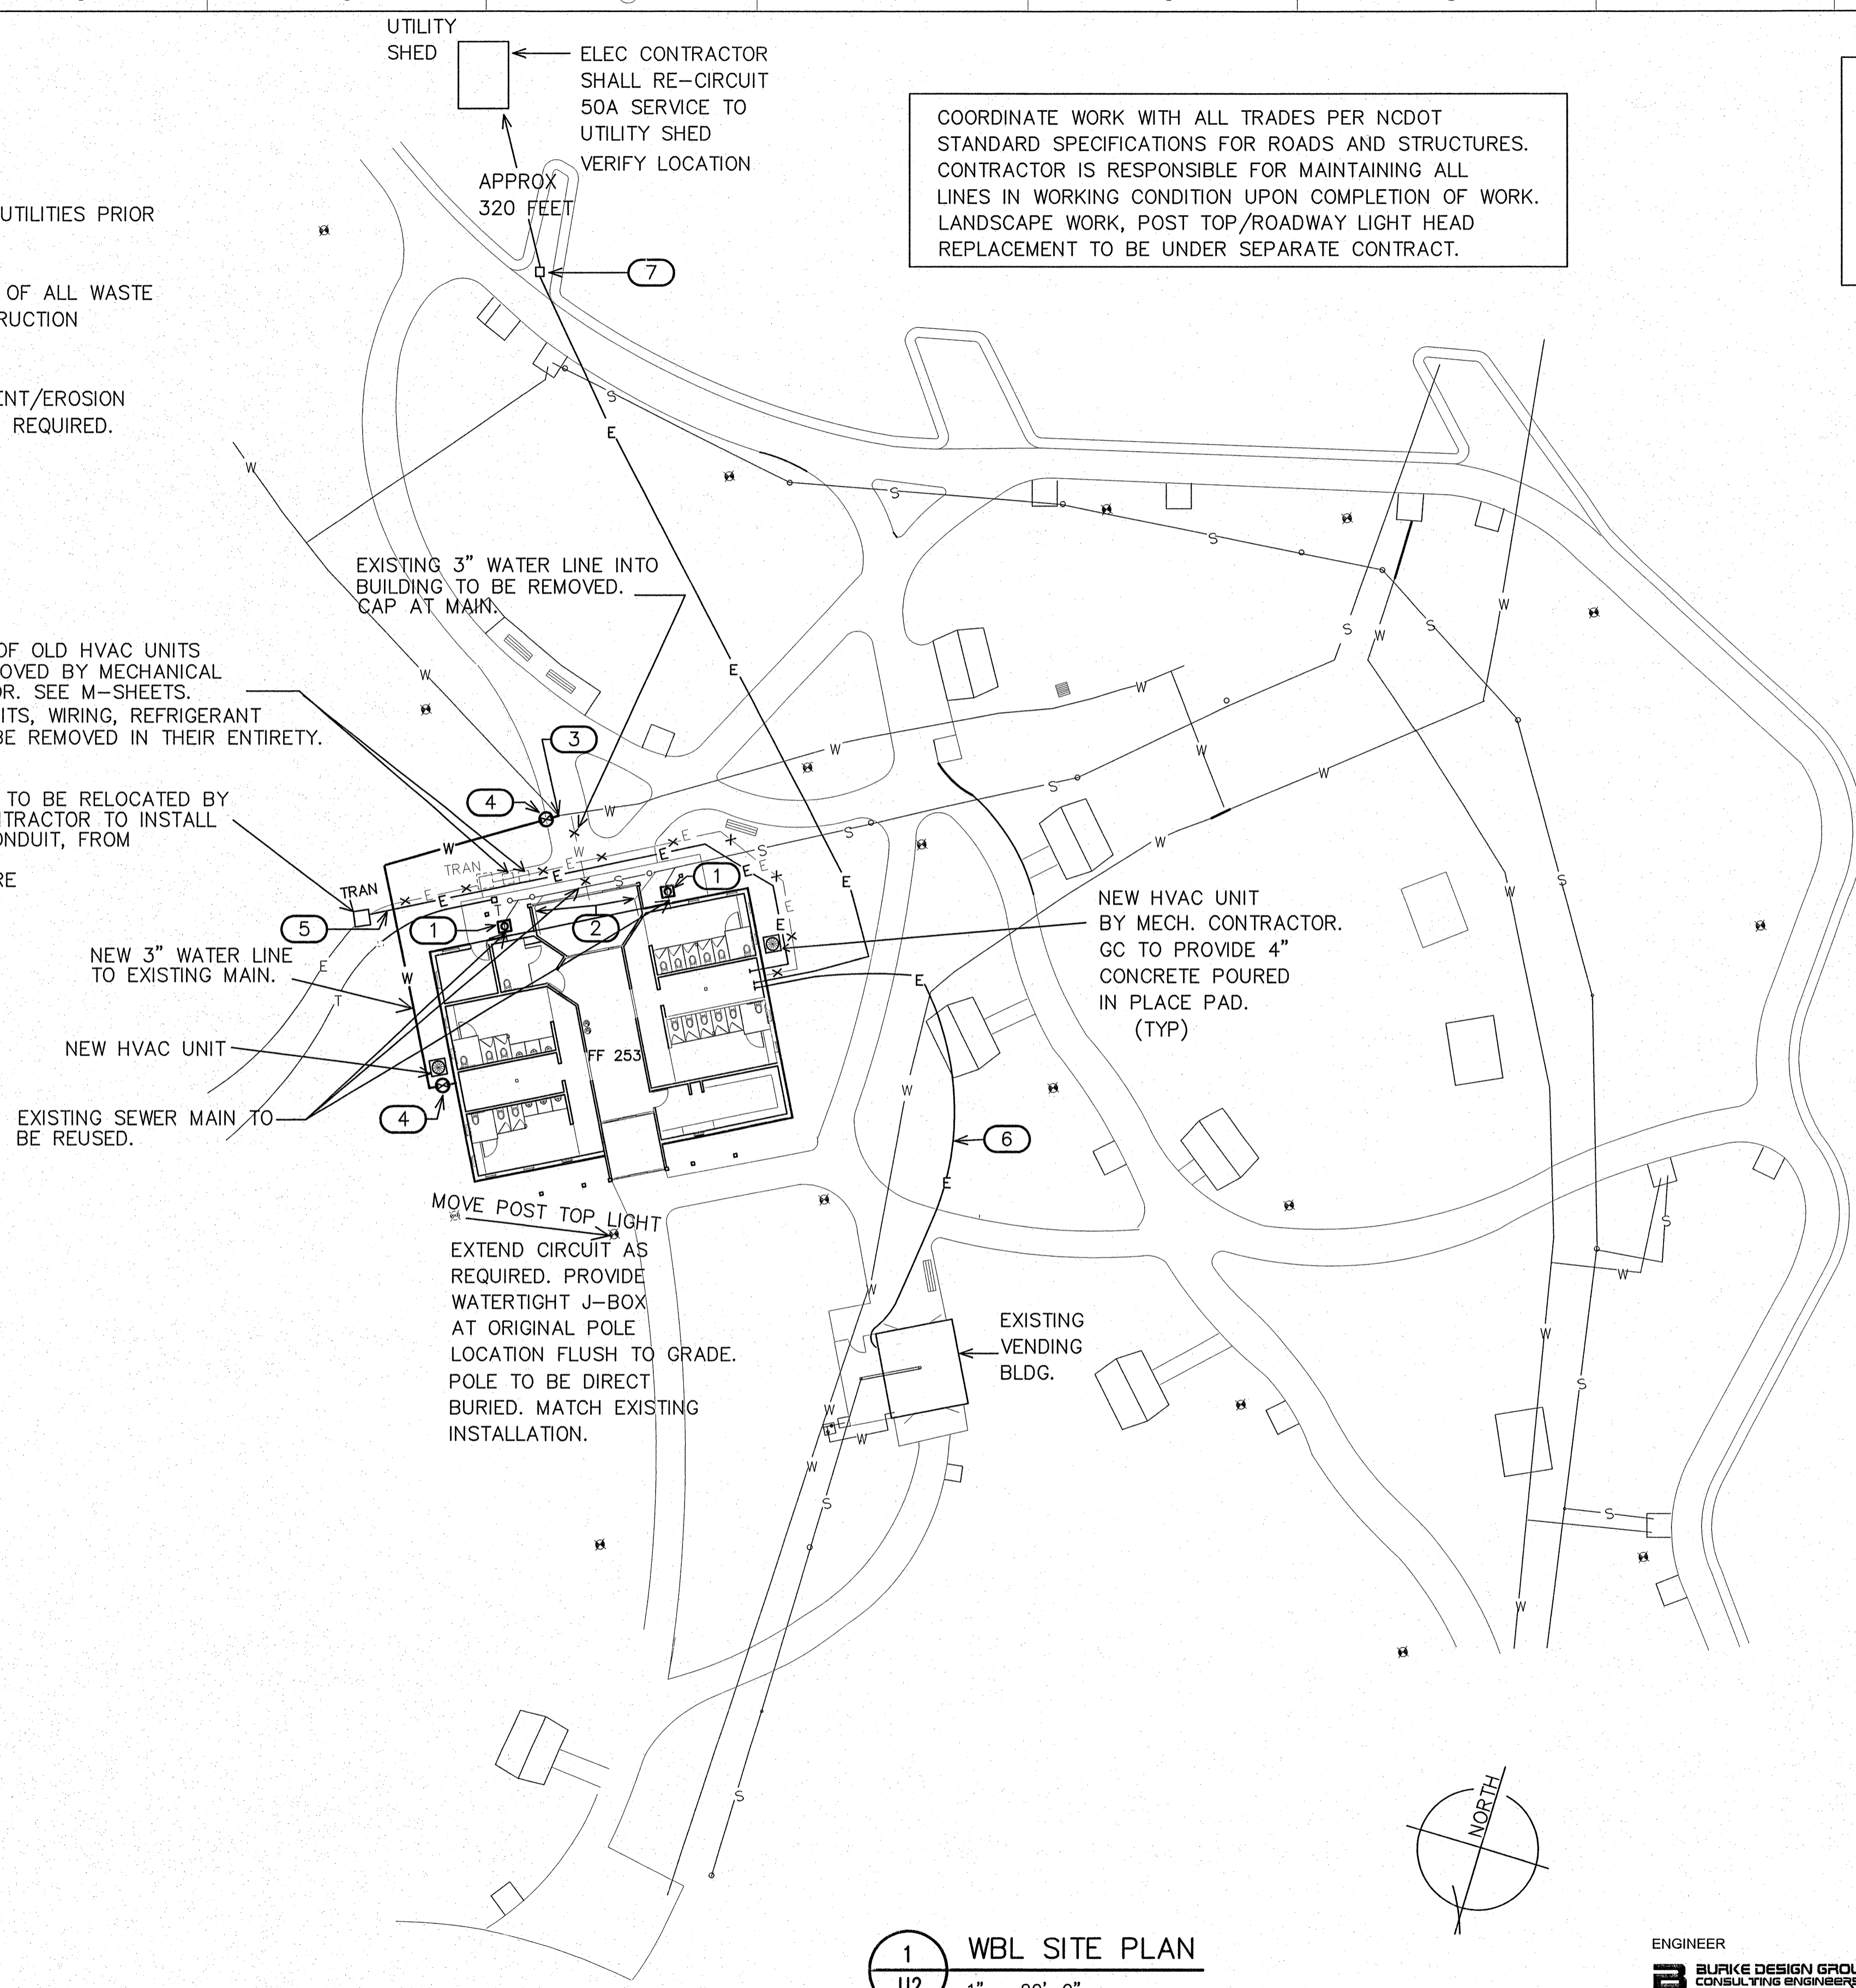 UTILITY
SHED
ELEC CONTRACTOR
SHALL RE-CIRCUIT
50A SERVICE TO
UTILITY SHED
VERIFY LOCATION
APPROX
320 FEET
7
COORDINATE WORK WITH ALL TRADES PER NCDOT
STANDARD SPECIFICATIONS FOR ROADS AND STRUCTURES.
CONTRACTOR IS RESPONSIBLE FOR MAINTAINING ALL
LINES IN WORKING CONDITION UPON COMPLETION OF WORK.
LANDSCAPE WORK, POST TOP/ROADWAY LIGHT HEAD
REPLACEMENT TO BE UNDER SEPARATE CONTRACT.
UTILITIES PRIOR
OF ALL WASTE
RUCTION
ENT/EROSION
REQUIRED.
EXISTING 3" WATER LINE INTO
BUILDING TO BE REMOVED.
CAP AT MAIN.
OF OLD HVAC UNITS
OVED BY MECHANICAL
OR. SEE M-SHEETS.
ITS, WIRING, REFRIGERANT
BE REMOVED IN THEIR ENTIRETY.
3
4
TO BE RELOCATED BY
NTRACTOR TO INSTALL
ONDUIT, FROM
RE
TRAN
TRAN
5
1
2
1
NEW 3" WATER LINE
TO EXISTING MAIN.
NEW HVAC UNIT
BY MECH. CONTRACTOR.
GC TO PROVIDE 4"
CONCRETE POURED
IN PLACE PAD.
(TYP)
NEW HVAC UNIT
FF 253
EXISTING SEWER MAIN TO
BE REUSED.
4
6
MOVE POST TOP LIGHT
EXTEND CIRCUIT AS
REQUIRED. PROVIDE
WATERTIGHT J-BOX
AT ORIGINAL POLE
LOCATION FLUSH TO GRADE.
POLE TO BE DIRECT
BURIED. MATCH EXISTING
INSTALLATION.
EXISTING
VENDING
BLDG.
NORTH
1
U2
WBL SITE PLAN
ENGINEER
BURKE DESIGN GROU
CONSULTING ENGINEERS